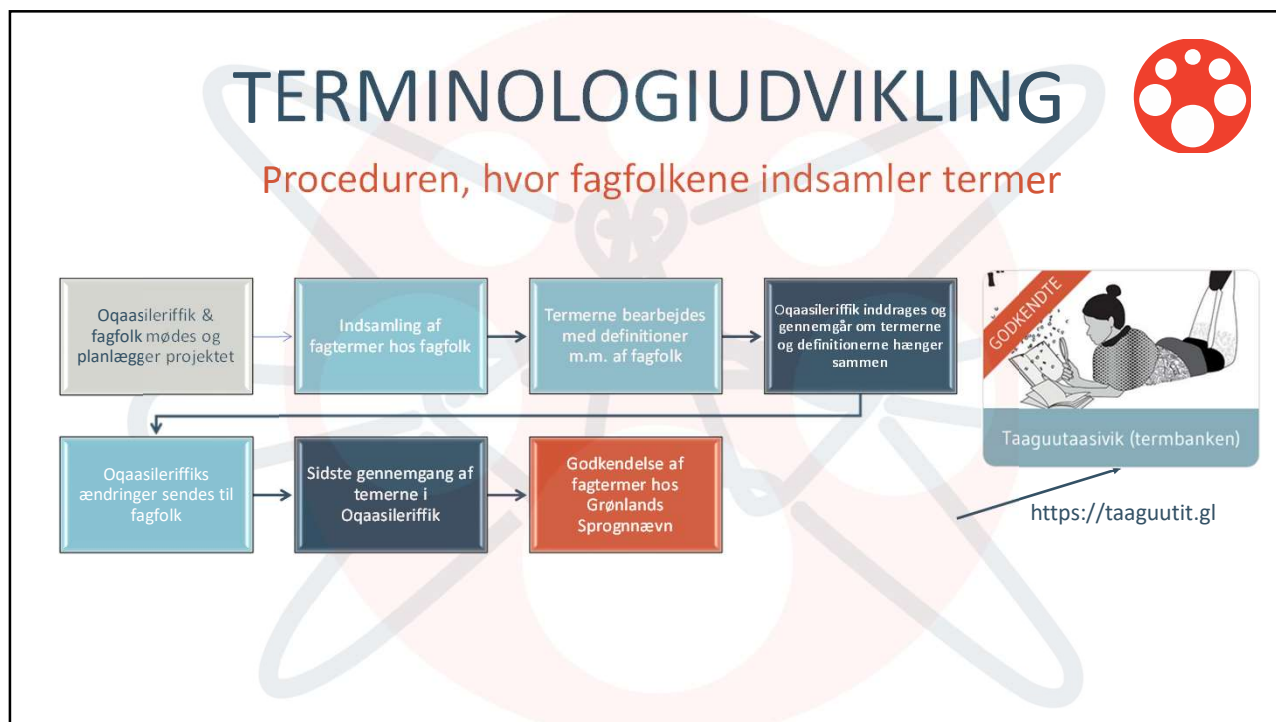 TERMINOLOGIUDVIKLING
Proceduren, hvor fagfolkene indsamler termer
Oqaasileriffik &
fagfolk mødes og
planlægger projektet
Indsamling af
fagtermer hos fagfolk
Termerne bearbejdes
med definitioner
m.m. af fagfolk
Oqaasileriffik inddrages og
gennemgår om termerne
og definitionerne hænger
sammen
Oqaasileriffiks
ændringer sendes til
fagfolk
Sidste gennemgang af
temerne i
Oqaasileriffik
Godkendelse af
fagtermer hos
Grønlands
Sprognnævn
GODKENDTE
Taaguutaasivik (termbanken)
https://taaguutit.gl